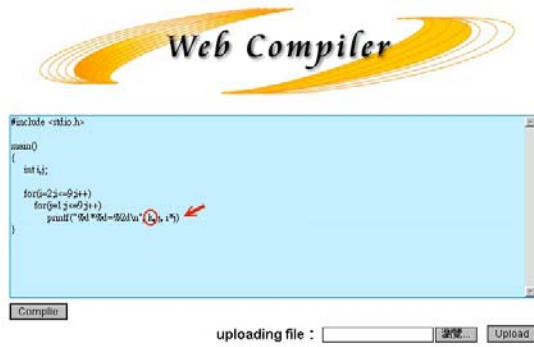 Web Compiler
#include <stdio.h>
main()
{
int i,j;
for(i=2;i<=9;i++)
for(j=1;j<=9;j++)
printf("%d*%d=%2d\n", k, j, i*j)
}
Complie
uploading file : 瀏覽... Upload